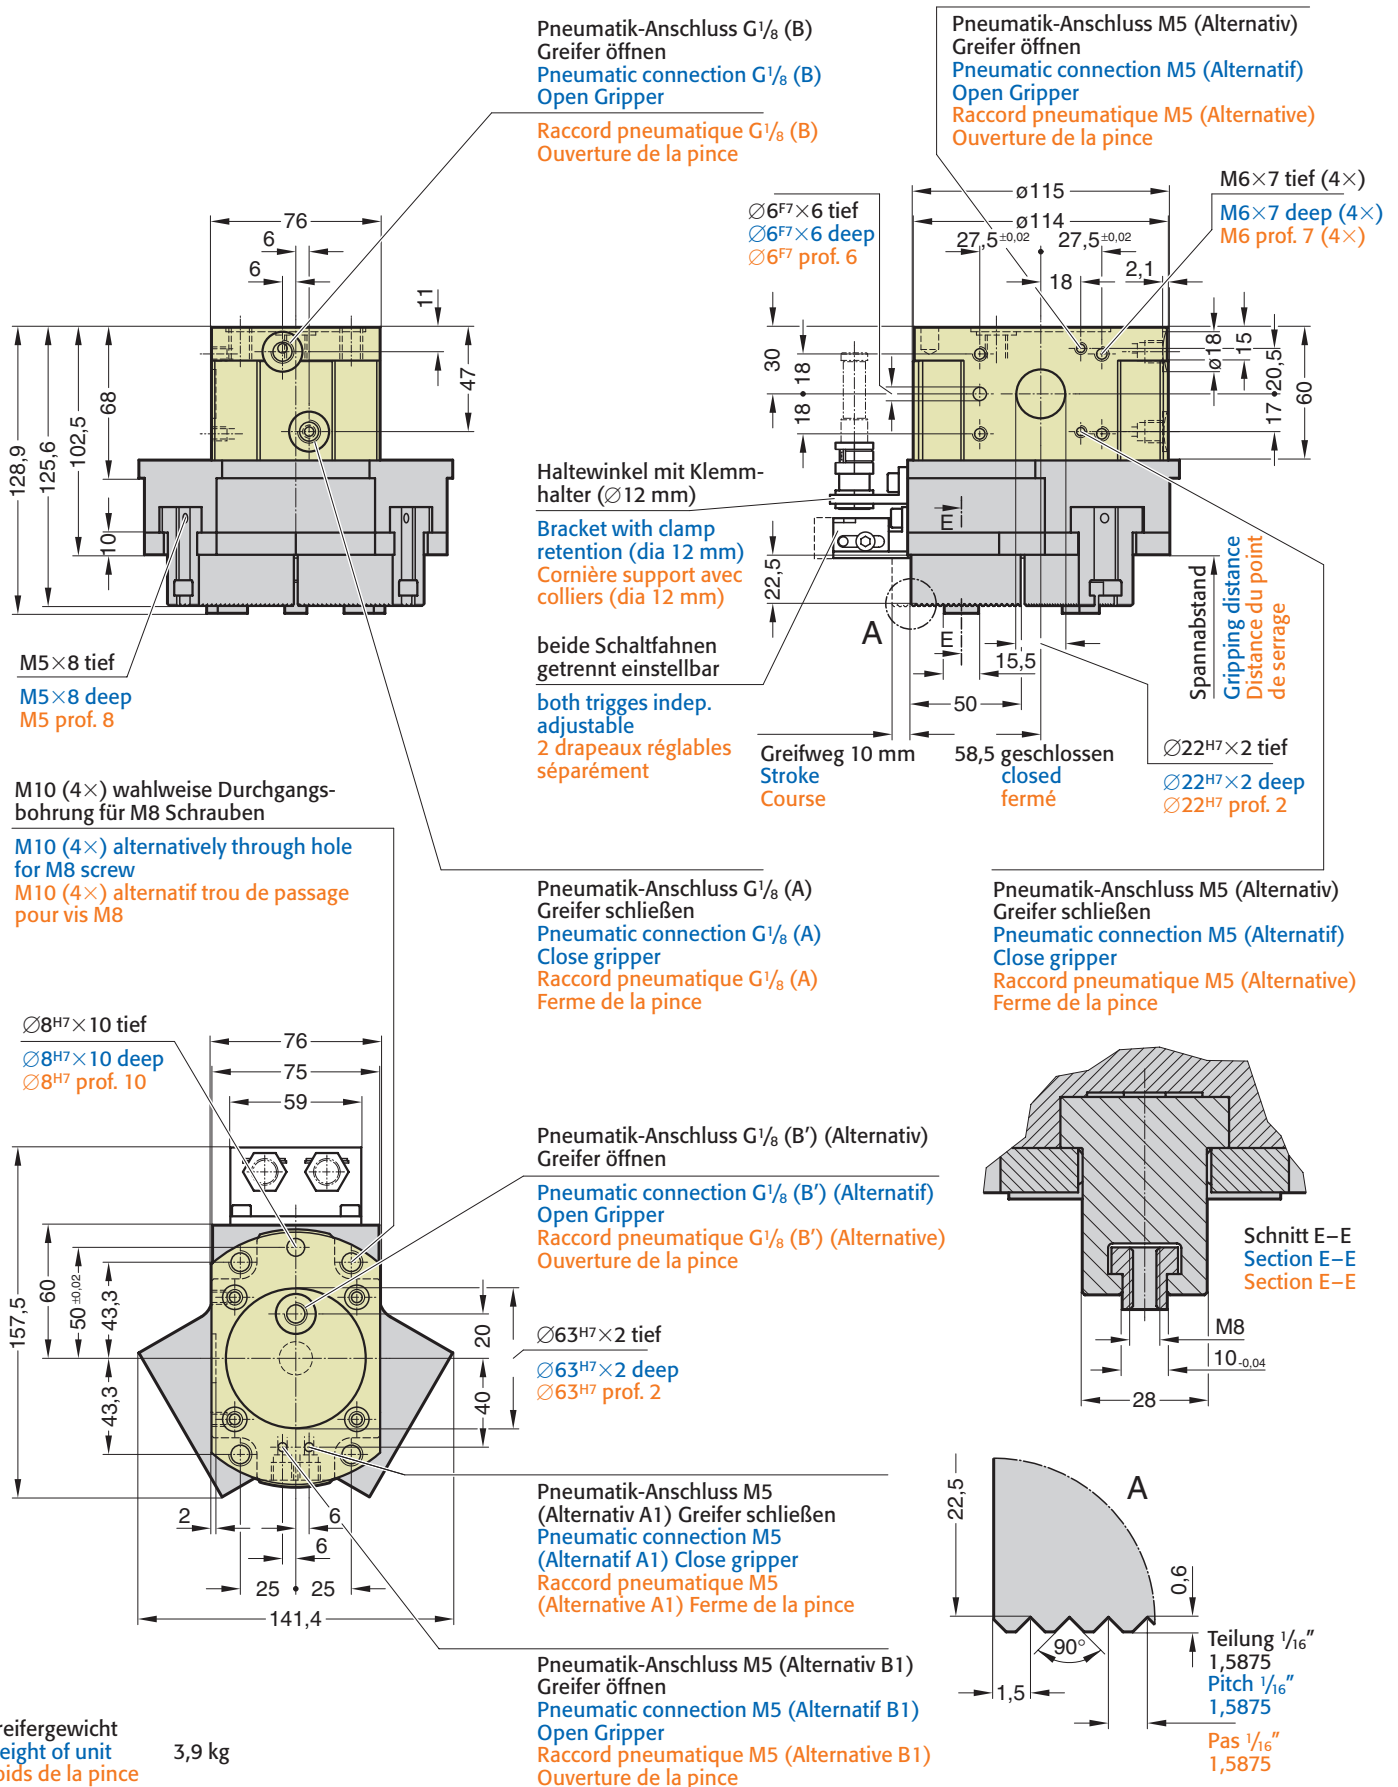 Pneumatik-Anschluss G1/8 (B)
Greifer öffnen
Pneumatic connection G1/8 (B)
Open Gripper
Raccord pneumatique G1/8 (B)
Ouverture de la pince
Pneumatik-Anschluss M5 (Alternativ)
Greifer öffnen
Pneumatic connection M5 (Alternatif)
Open Gripper
Raccord pneumatique M5 (Alternative)
Ouverture de la pince
76
6
6
11
47
68
102,5
125,6
128,9
10
M5×8 tief
M5×8 deep
M5 prof. 8
∅6F7×6 tief
∅6F7×6 deep
∅6F7 prof. 6
ø115
ø114
27,5±0,02
27,5±0,02
18
2,1
M6×7 tief (4×)
M6×7 deep (4×)
M6 prof. 7 (4×)
30
18
18
ø18
15
20,5
17
60
Haltewinkel mit Klemm-
halter (∅12 mm)
Bracket with clamp
retention (dia 12 mm)
Cornière support avec
colliers (dia 12 mm)
E
E
22,5
A
15,5
50
beide Schaltfahnen
getrennt einstellbar
both trigges indep.
adjustable
2 drapeaux réglables
séparément
Spannabstand
Gripping distance
Distance du point
de serrage
Greifweg 10 mm
Stroke
Course
58,5 geschlossen
closed
fermé
∅22H7×2 tief
∅22H7×2 deep
∅22H7 prof. 2
M10 (4×) wahlweise Durchgangs-
bohrung für M8 Schrauben
M10 (4×) alternatively through hole
for M8 screw
M10 (4×) alternatif trou de passage
pour vis M8
Pneumatik-Anschluss G1/8 (A)
Greifer schließen
Pneumatic connection G1/8 (A)
Close gripper
Raccord pneumatique G1/8 (A)
Ferme de la pince
Pneumatik-Anschluss M5 (Alternativ)
Greifer schließen
Pneumatic connection M5 (Alternatif)
Close gripper
Raccord pneumatique M5 (Alternative)
Ferme de la pince
∅8H7×10 tief
∅8H7×10 deep
∅8H7 prof. 10
76
75
59
157,5
60
50 ±0,02
43,3
43,3
20
40
2
6
6
25
25
141,4
Pneumatik-Anschluss G1/8 (B′) (Alternativ)
Greifer öffnen
Pneumatic connection G1/8 (B′) (Alternatif)
Open Gripper
Raccord pneumatique G1/8 (B′) (Alternative)
Ouverture de la pince
∅63H7×2 tief
∅63H7×2 deep
∅63H7 prof. 2
Schnitt E–E
Section E–E
Section E–E
M8
10-0,04
28
Pneumatik-Anschluss M5
(Alternativ A1) Greifer schließen
Pneumatic connection M5
(Alternatif A1) Close gripper
Raccord pneumatique M5
(Alternative A1) Ferme de la pince
Pneumatik-Anschluss M5 (Alternativ B1)
Greifer öffnen
Pneumatic connection M5 (Alternatif B1)
Open Gripper
Raccord pneumatique M5 (Alternative B1)
Ouverture de la pince
A
22,5
0,6
90°
1,5
Teilung 1/16″
1,5875
Pitch 1/16″
1,5875
Pas 1/16″
1,5875
reifergewicht
eight of unit
oids de la pince
3,9 kg